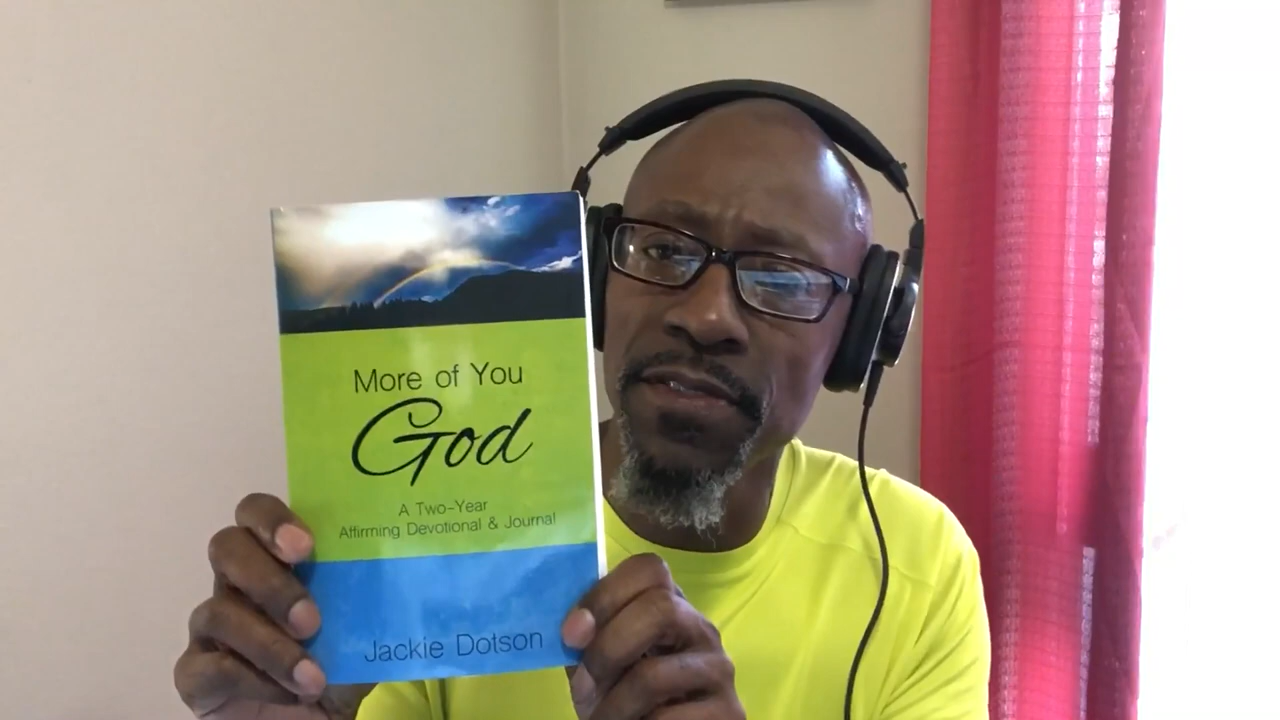 More of You
God
A Two-Year
Affirming Devotional & Journal
Jackie Dotson